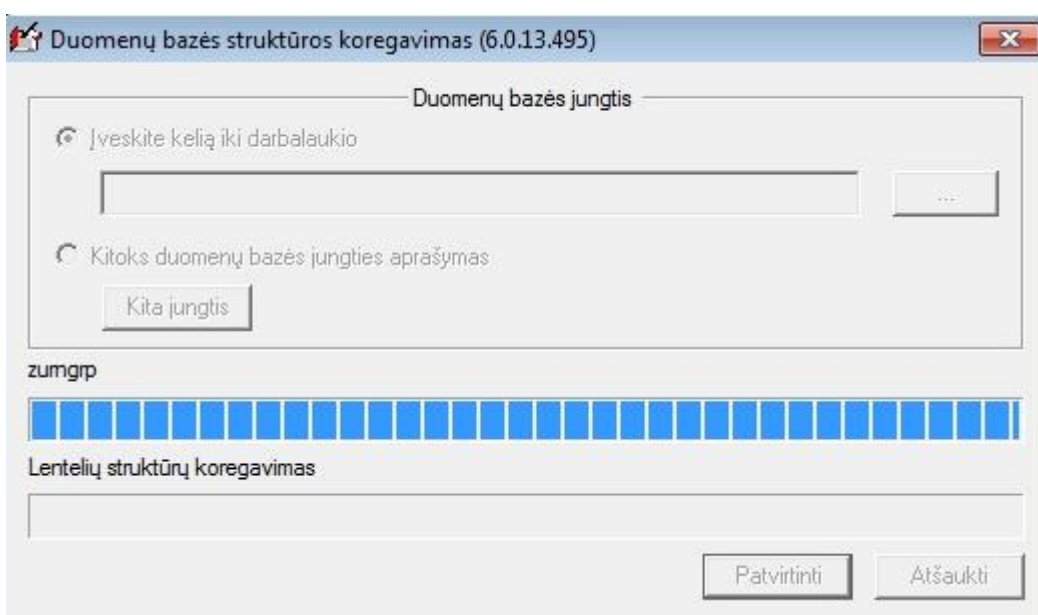 Duomenų bazės struktūros koregavimas (6.0.13.495)
Duomenų bazės jungtis
Įveskite kelią iki darbalaukio
...
Kitoks duomenų bazės jungties aprašymas
Kita jungtis
zurngrp
Lentelių struktūrų koregavimas
Patvirtinti Atšaukti